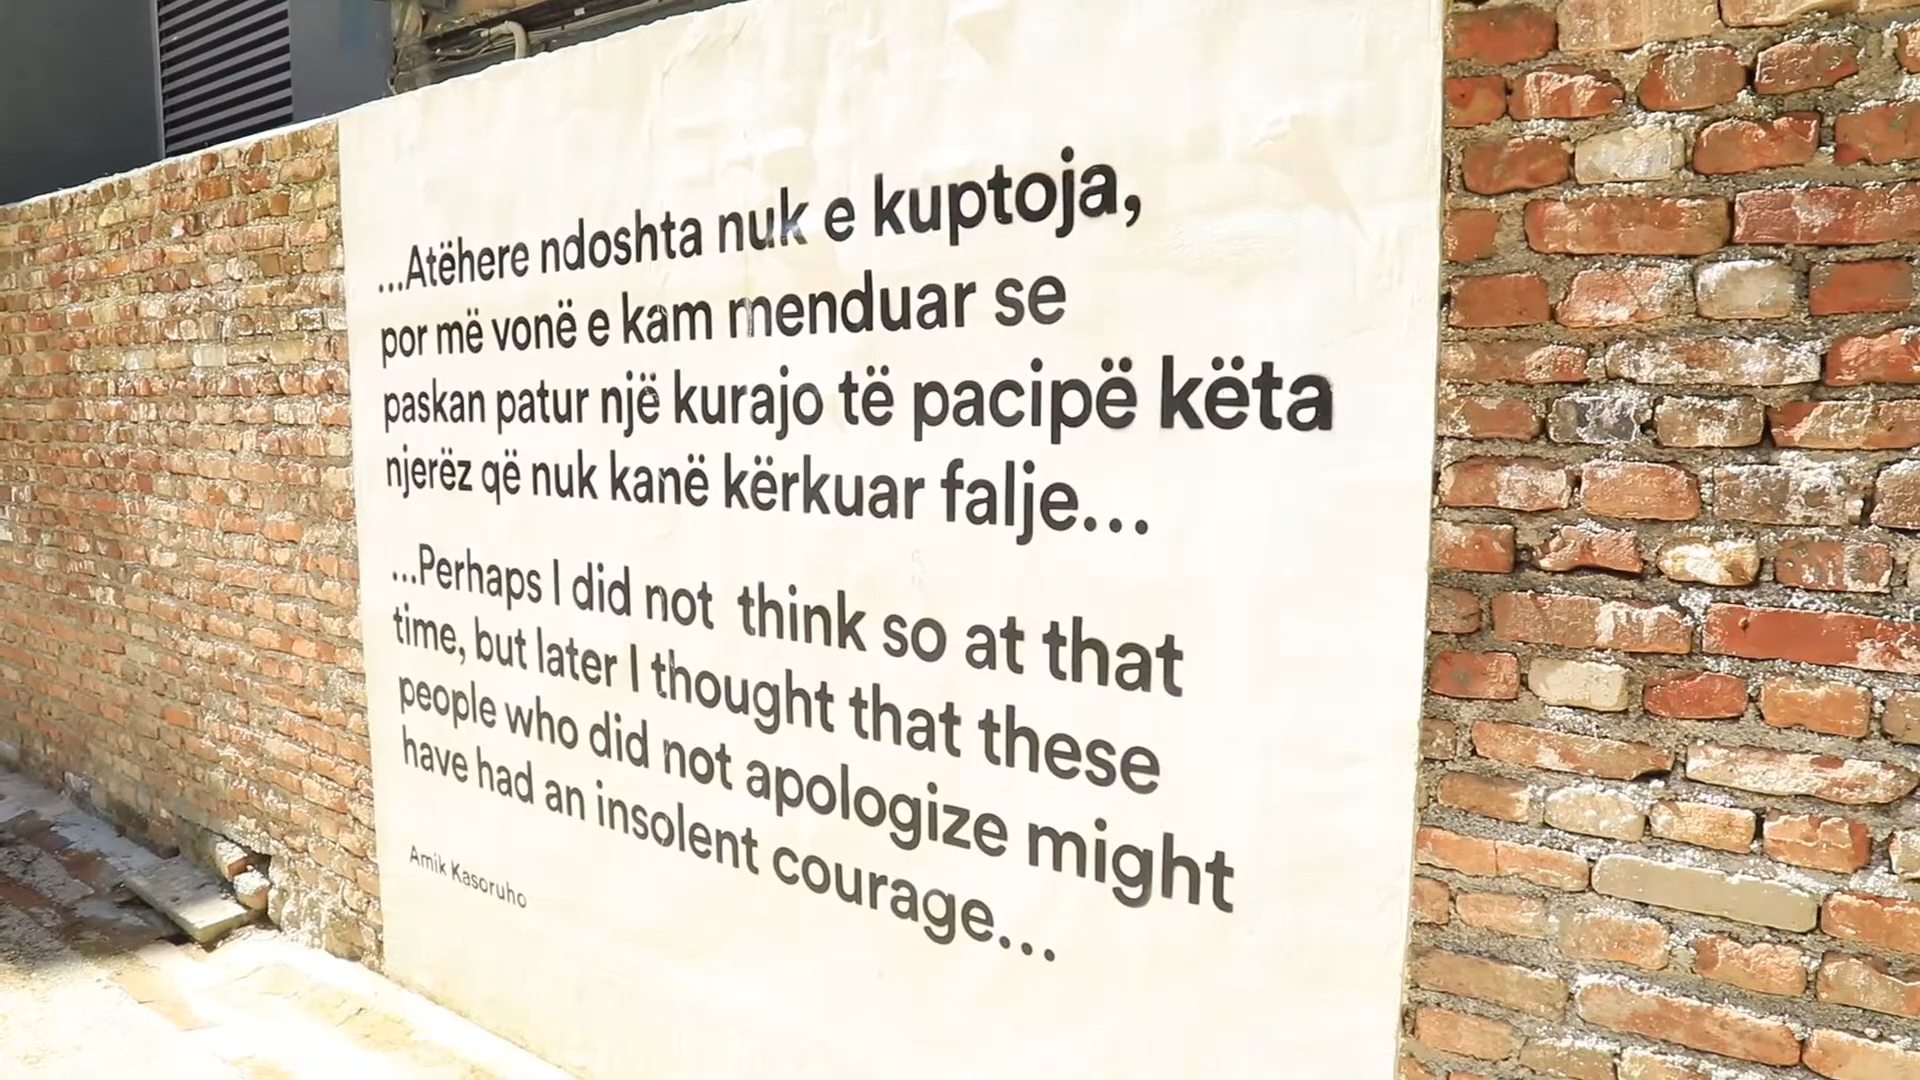 ...Atëhere ndoshta nuk e kuptoja,
por më vonë e kam menduar se
paskan patur një kurajo të pacipë këta
njerëz që nuk kanë kërkuar falje...
...Perhaps I did not think so at that
time, but later I thought that these
people who did not apologize might
have had an insolent courage...
Amik Kasoruho